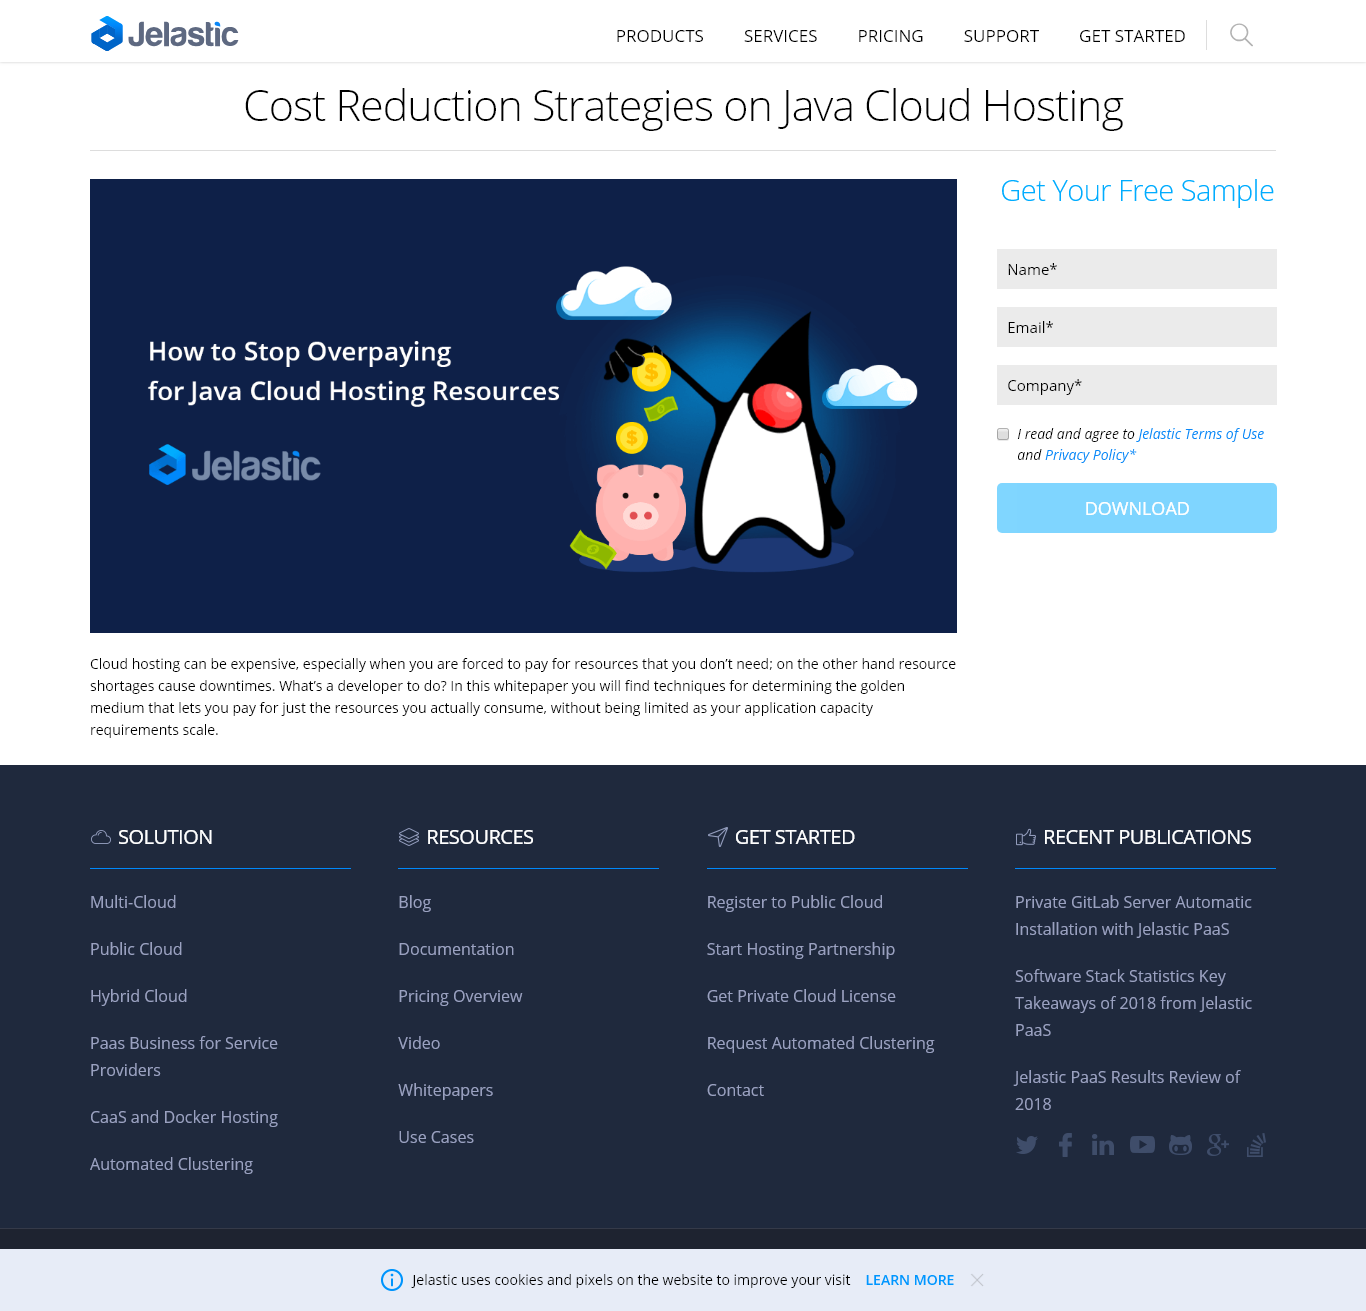 Jelastic
PRODUCTS
SERVICES
PRICING
SUPPORT
GET STARTED
Cost Reduction Strategies on Java Cloud Hosting
How to Stop Overpaying
for Java Cloud Hosting Resources
Jelastic
Get Your Free Sample
Name*
Email*
Company*
I read and agree to Jelastic Terms of Use
and Privacy Policy*
DOWNLOAD
Cloud hosting can be expensive, especially when you are forced to pay for resources that you don’t need; on the other hand resource
shortages cause downtimes. What’s a developer to do? In this whitepaper you will find techniques for determining the golden
medium that lets you pay for just the resources you actually consume, without being limited as your application capacity
requirements scale.
SOLUTION
Multi-Cloud
Public Cloud
Hybrid Cloud
Paas Business for Service
Providers
CaaS and Docker Hosting
Automated Clustering
RESOURCES
Blog
Documentation
Pricing Overview
Video
Whitepapers
Use Cases
GET STARTED
Register to Public Cloud
Start Hosting Partnership
Get Private Cloud License
Request Automated Clustering
Contact
RECENT PUBLICATIONS
Private GitLab Server Automatic
Installation with Jelastic PaaS
Software Stack Statistics Key
Takeaways of 2018 from Jelastic
PaaS
Jelastic PaaS Results Review of
2018
Jelastic uses cookies and pixels on the website to improve your visit LEARN MORE